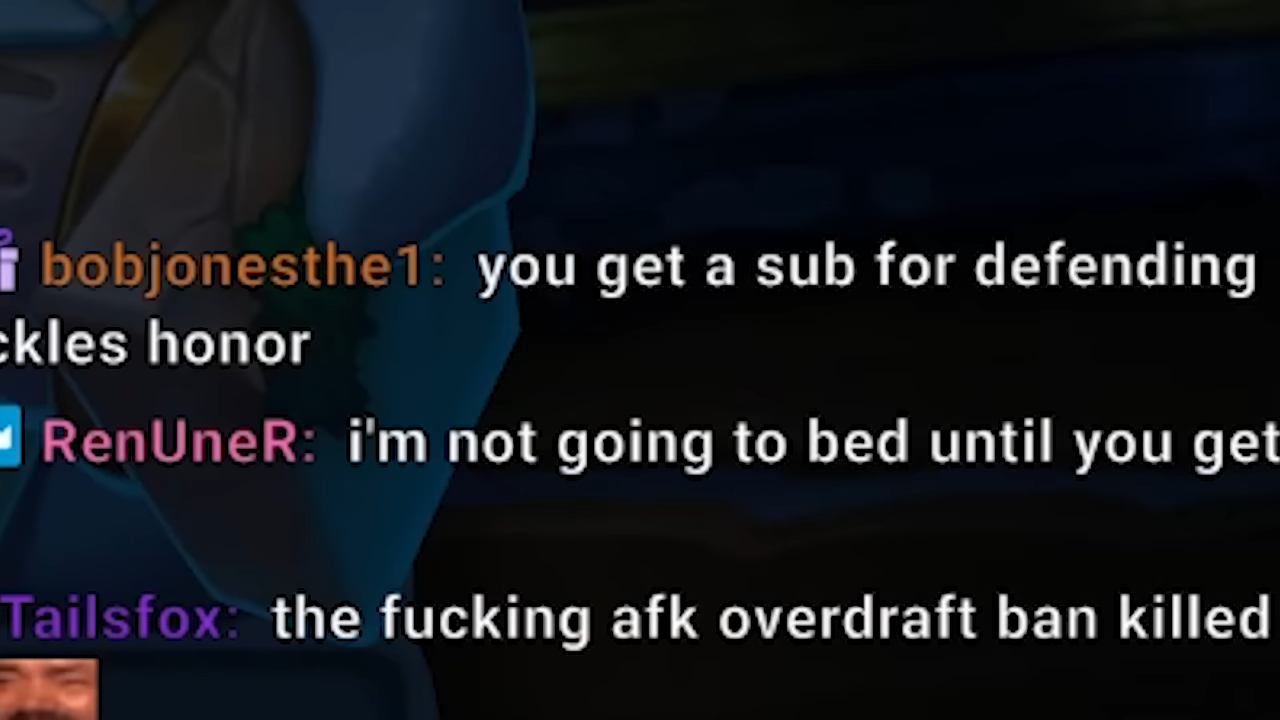 bobjonesthe1: you get a sub for defending
ckles honor
RenUneR: i'm not going to bed until you get
Tailsfox: the fucking afk overdraft ban killed